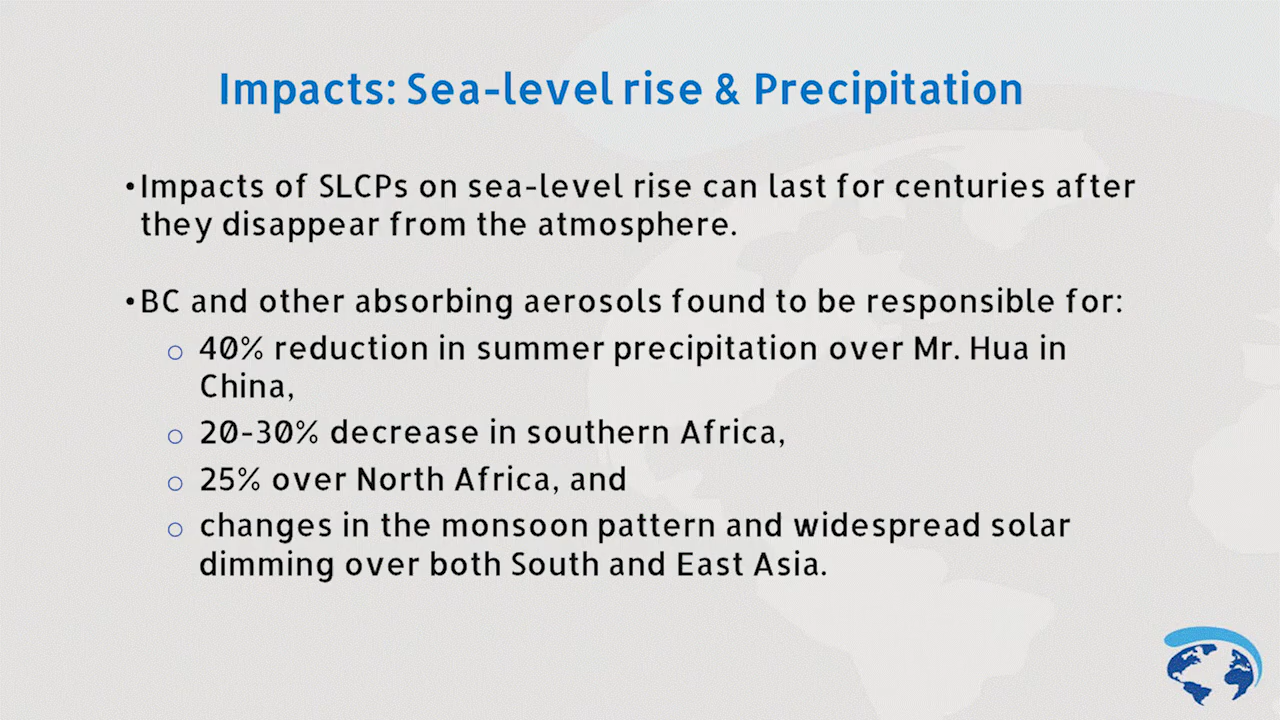 Impacts: Sea-level rise & Precipitation
•Impacts of SLCPs on sea-level rise can last for centuries after
they disappear from the atmosphere.
•BC and other absorbing aerosols found to be responsible for:
○ 40% reduction in summer precipitation over Mr. Hua in
China,
○ 20-30% decrease in southern Africa,
○ 25% over North Africa, and
○ changes in the monsoon pattern and widespread solar
dimming over both South and East Asia.